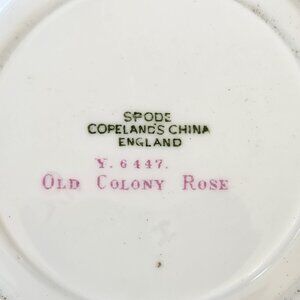 SPODE
COPELAND'S CHINA
ENGLAND
Y. 6447.
OLD COLONY ROSE